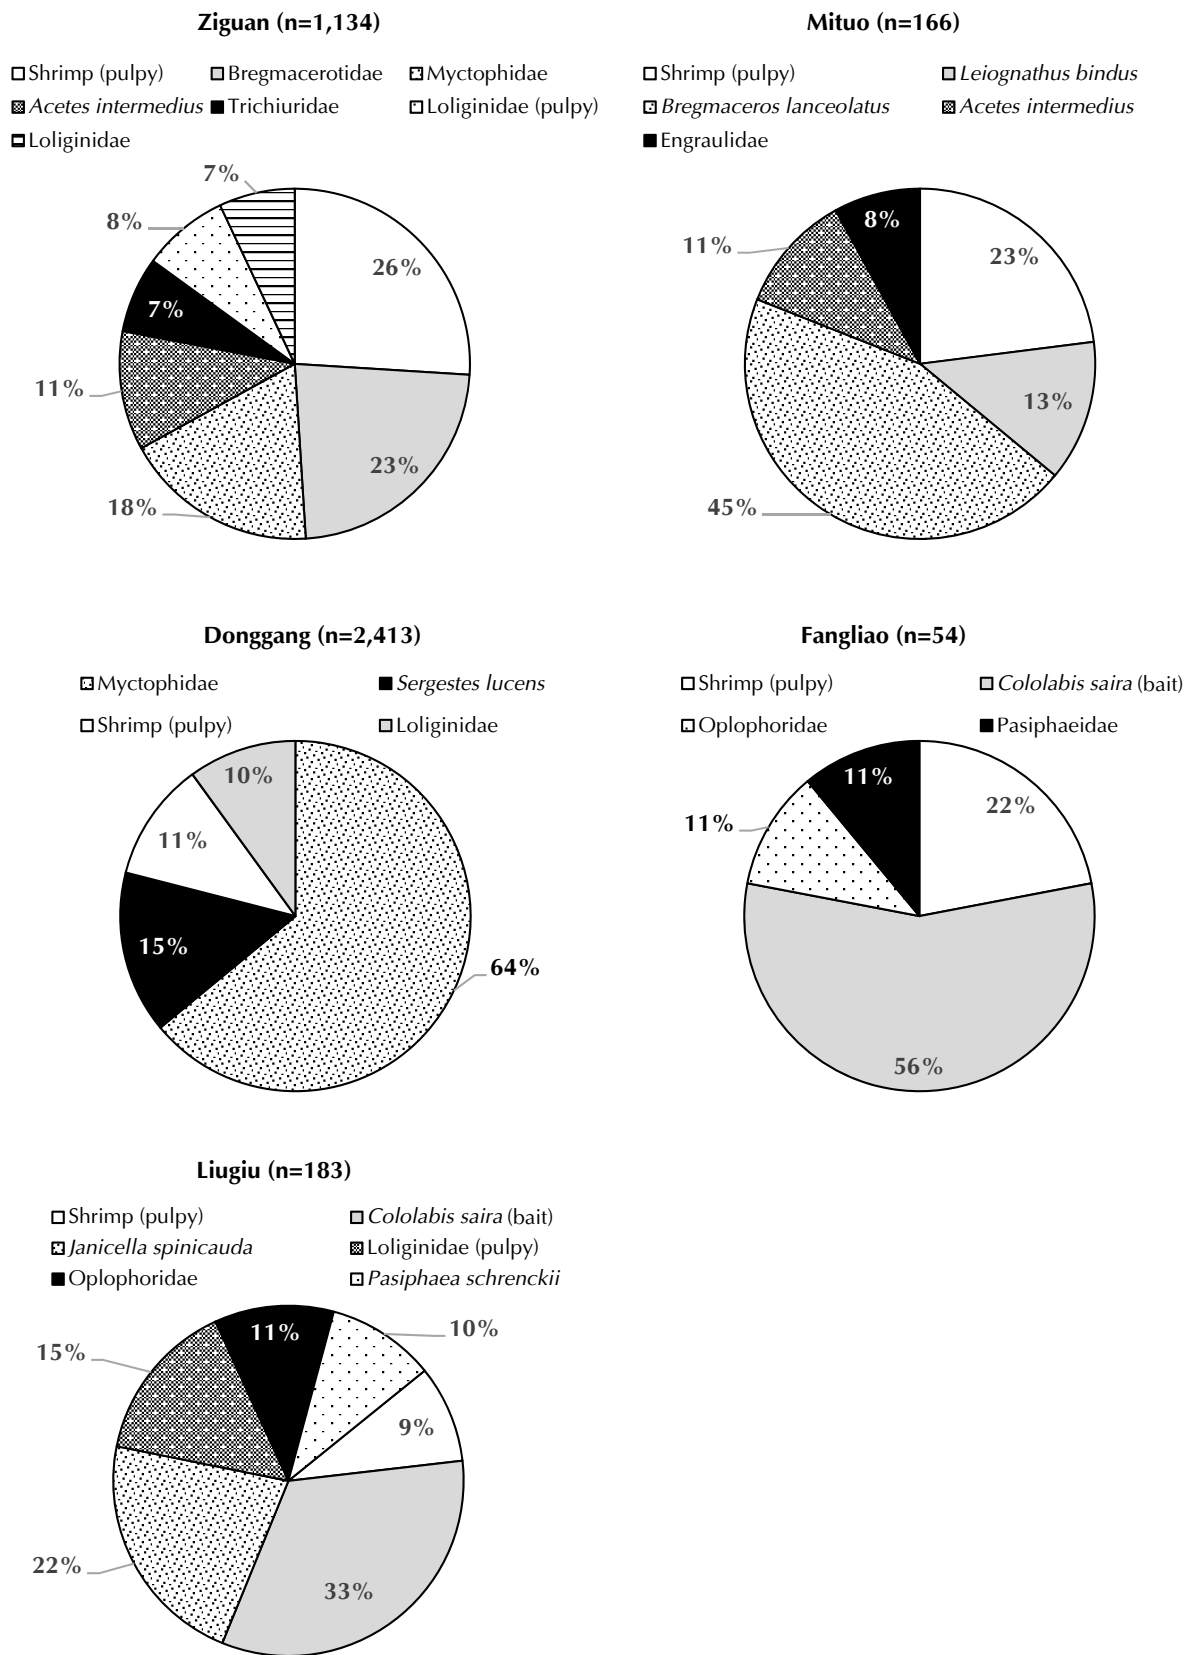 Ziguan (n=1,134)
Shrimp (pulpy) Bregmacerotidae Myctophidae
Acetes intermedius Trichiuridae Loliginidae (pulpy)
Loliginidae
7%
8%
26%
7%
11%
23%
18%
Mituo (n=166)
Shrimp (pulpy) Leiognathus bindus
Bregmaceros lanceolatus Acetes intermedius
Engraulidae
8%
11%
23%
13%
45%
Donggang (n=2,413)
Myctophidae Sergestes lucens
Shrimp (pulpy) Loliginidae
10%
11%
15%
64%
Fangliao (n=54)
Shrimp (pulpy) Cololabis saira (bait)
Oplophoridae Pasiphaeidae
11%
22%
11%
56%
Liugiu (n=183)
Shrimp (pulpy) Cololabis saira (bait)
Janicella spinicauda Loliginidae (pulpy)
Oplophoridae Pasiphaea schrenckii
11%
10%
15%
9%
22%
33%